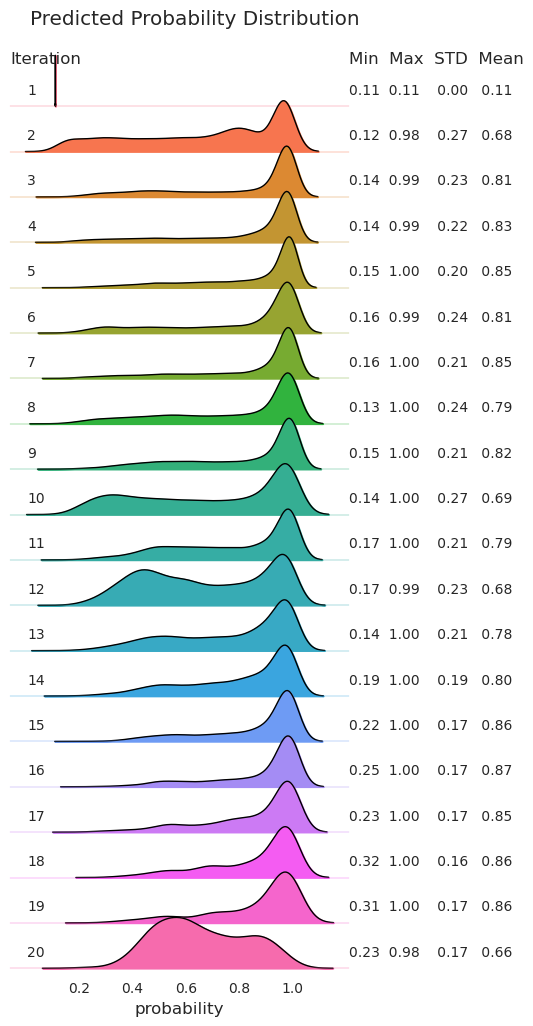 Predicted Probability Distribution
Iteration Min Max STD Mean
1 0.11 0.11 0.00 0.11
2 0.12 0.98 0.27 0.68
3 0.14 0.99 0.23 0.81
4 0.14 0.99 0.22 0.83
5 0.15 1.00 0.20 0.85
6 0.16 0.99 0.24 0.81
7 0.16 1.00 0.21 0.85
8 0.13 1.00 0.24 0.79
9 0.15 1.00 0.21 0.82
10 0.14 1.00 0.27 0.69
11 0.17 1.00 0.21 0.79
12 0.17 0.99 0.23 0.68
13 0.14 1.00 0.21 0.78
14 0.19 1.00 0.19 0.80
15 0.22 1.00 0.17 0.86
16 0.25 1.00 0.17 0.87
17 0.23 1.00 0.17 0.85
18 0.32 1.00 0.16 0.86
19 0.31 1.00 0.17 0.86
20 0.23 0.98 0.17 0.66
0.2 0.4 0.6 0.8 1.0
probability